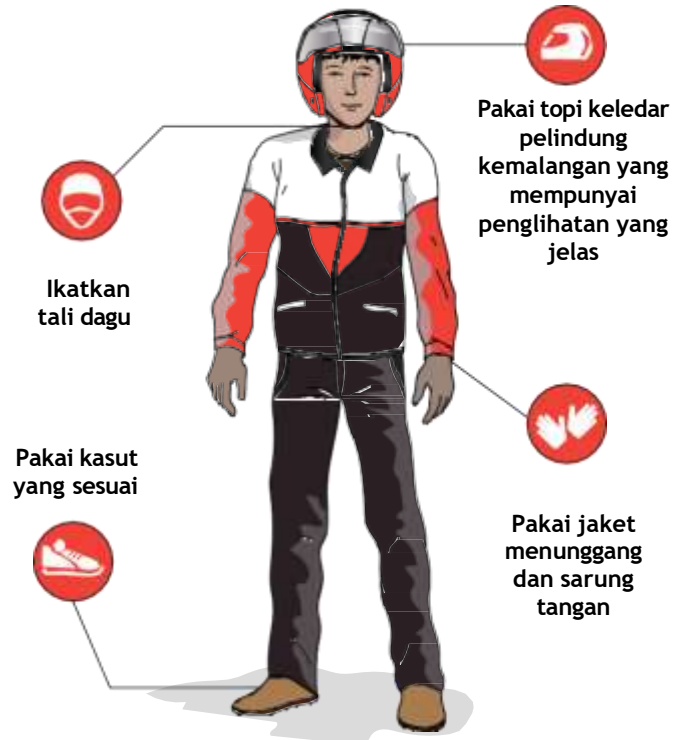 Pakai topi keledar
pelindung
kemalangan yang
mempunyai
penglihatan yang
jelas
Ikatkan
tali dagu
Pakai kasut
yang sesuai
Pakai jaket
menunggang
dan sarung
tangan